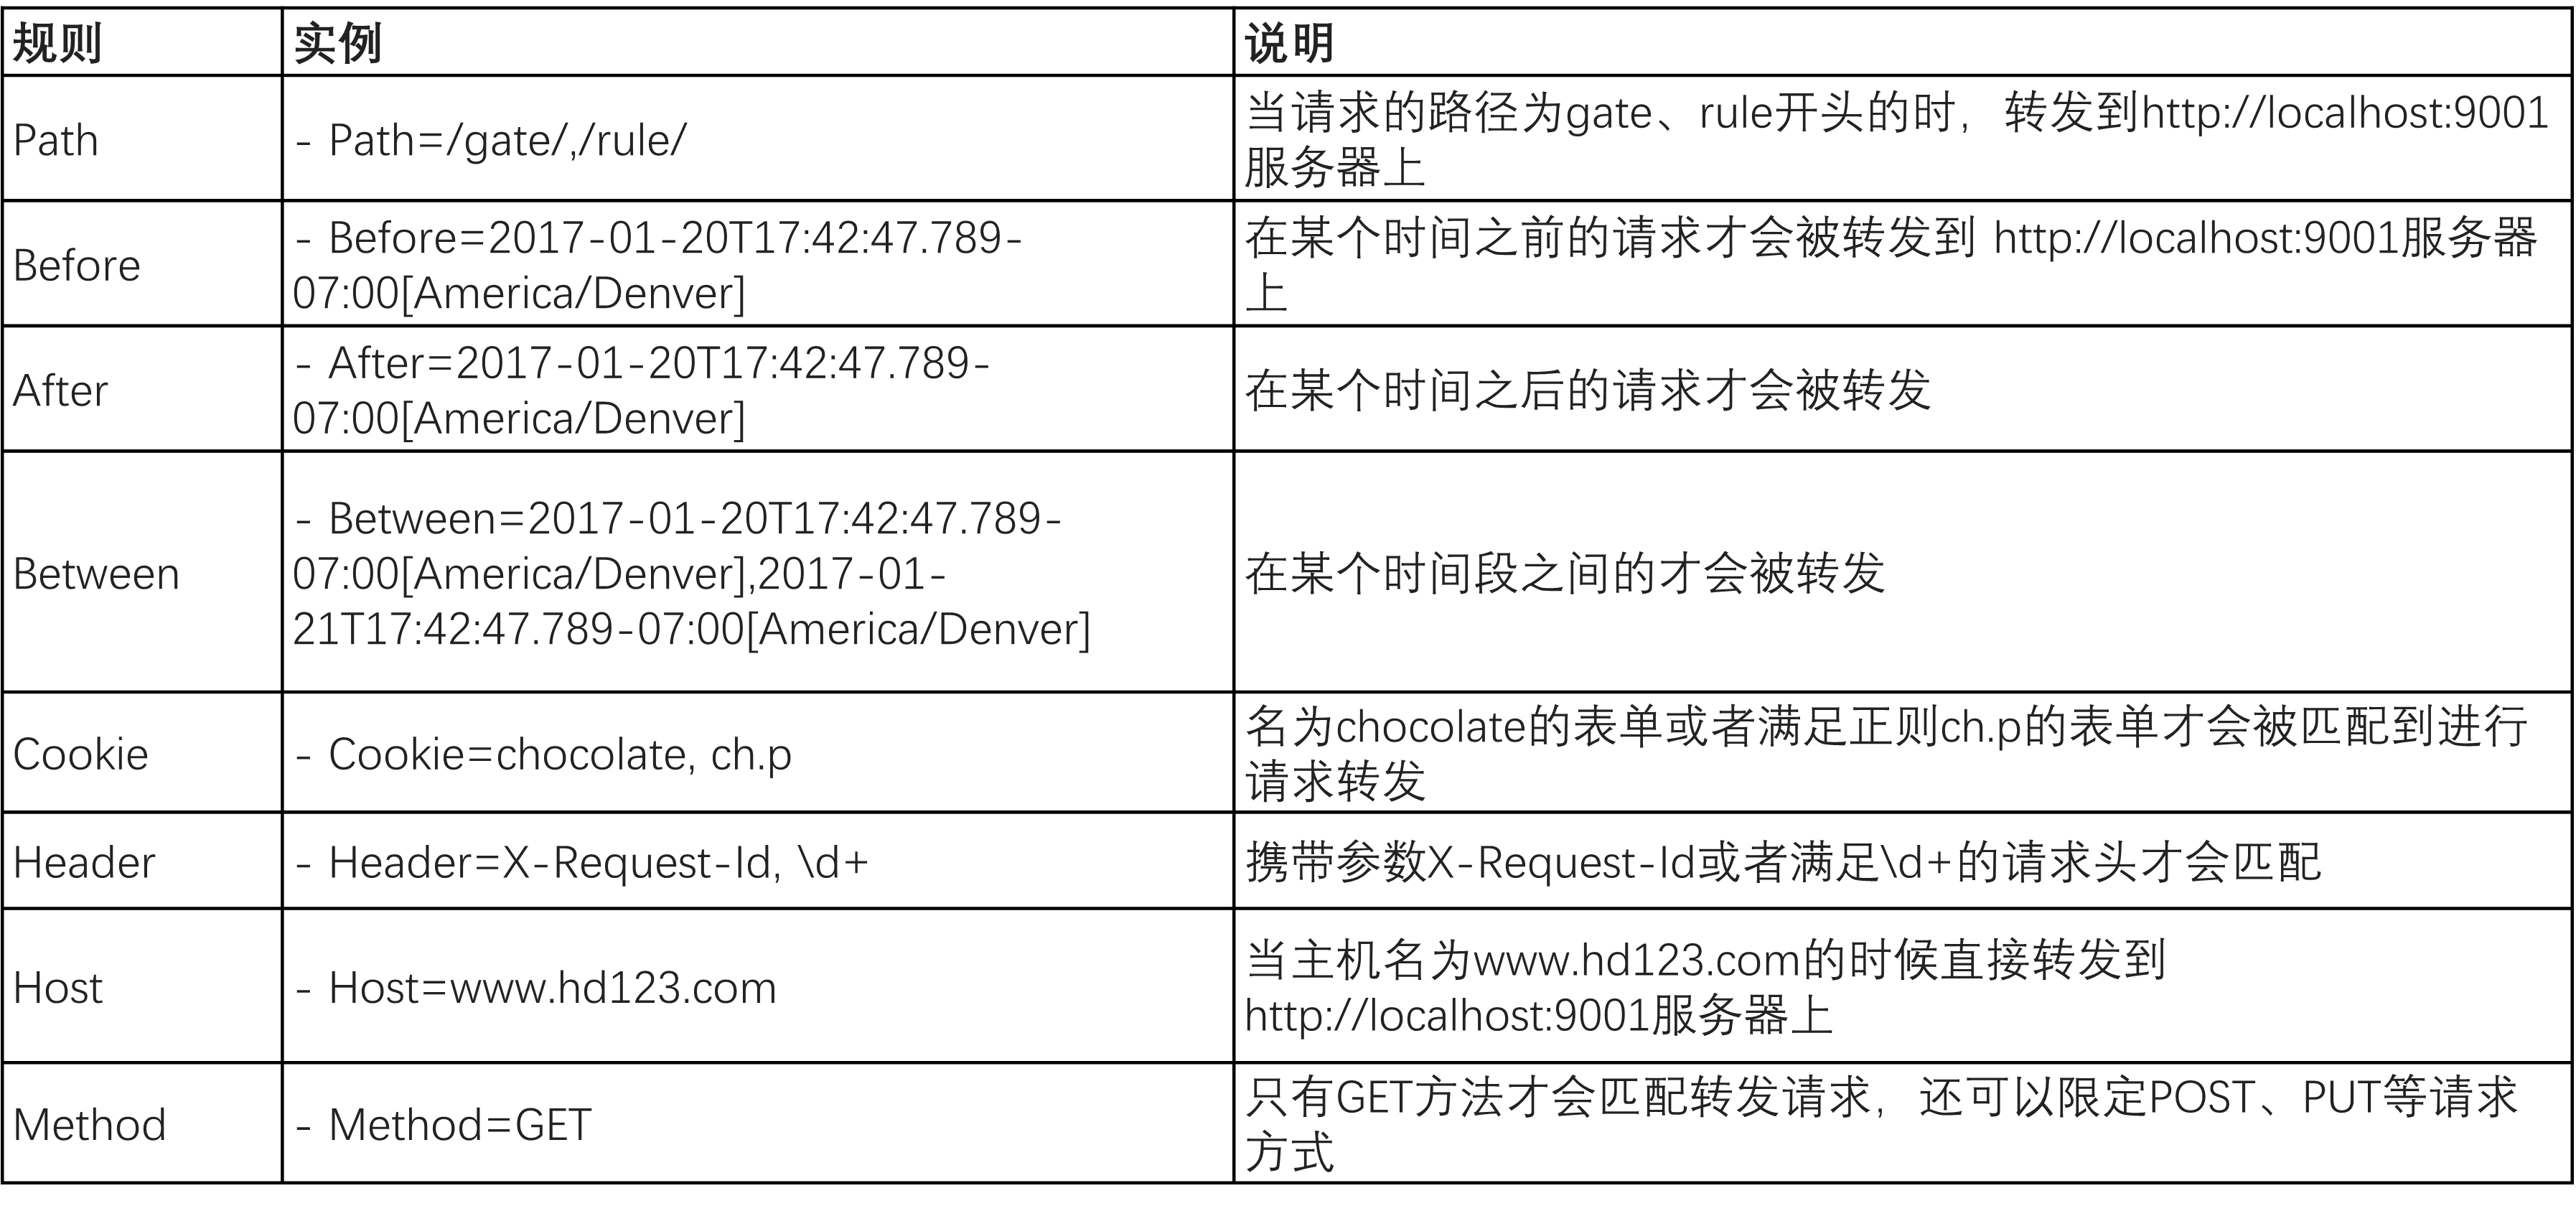 规则 实例 说明
Path - Path=/gate/,/rule/ 当请求的路径为gate、rule开头的时，转发到http://localhost:9001
服务器上
Before - Before=2017-01-20T17:42:47.789-
07:00[America/Denver] 在某个时间之前的请求才会被转发到 http://localhost:9001服务器
上
After - After=2017-01-20T17:42:47.789-
07:00[America/Denver] 在某个时间之后的请求才会被转发
Between - Between=2017-01-20T17:42:47.789-
07:00[America/Denver],2017-01-
21T17:42:47.789-07:00[America/Denver] 在某个时间段之间的才会被转发
Cookie - Cookie=chocolate, ch.p 名为chocolate的表单或者满足正则ch.p的表单才会被匹配到进行
请求转发
Header - Header=X-Request-Id, \d+ 携带参数X-Request-Id或者满足\d+的请求头才会匹配
Host - Host=www.hd123.com 当主机名为www.hd123.com的时候直接转发到
http://localhost:9001服务器上
Method - Method=GET 只有GET方法才会匹配转发请求，还可以限定POST、PUT等请求
方式